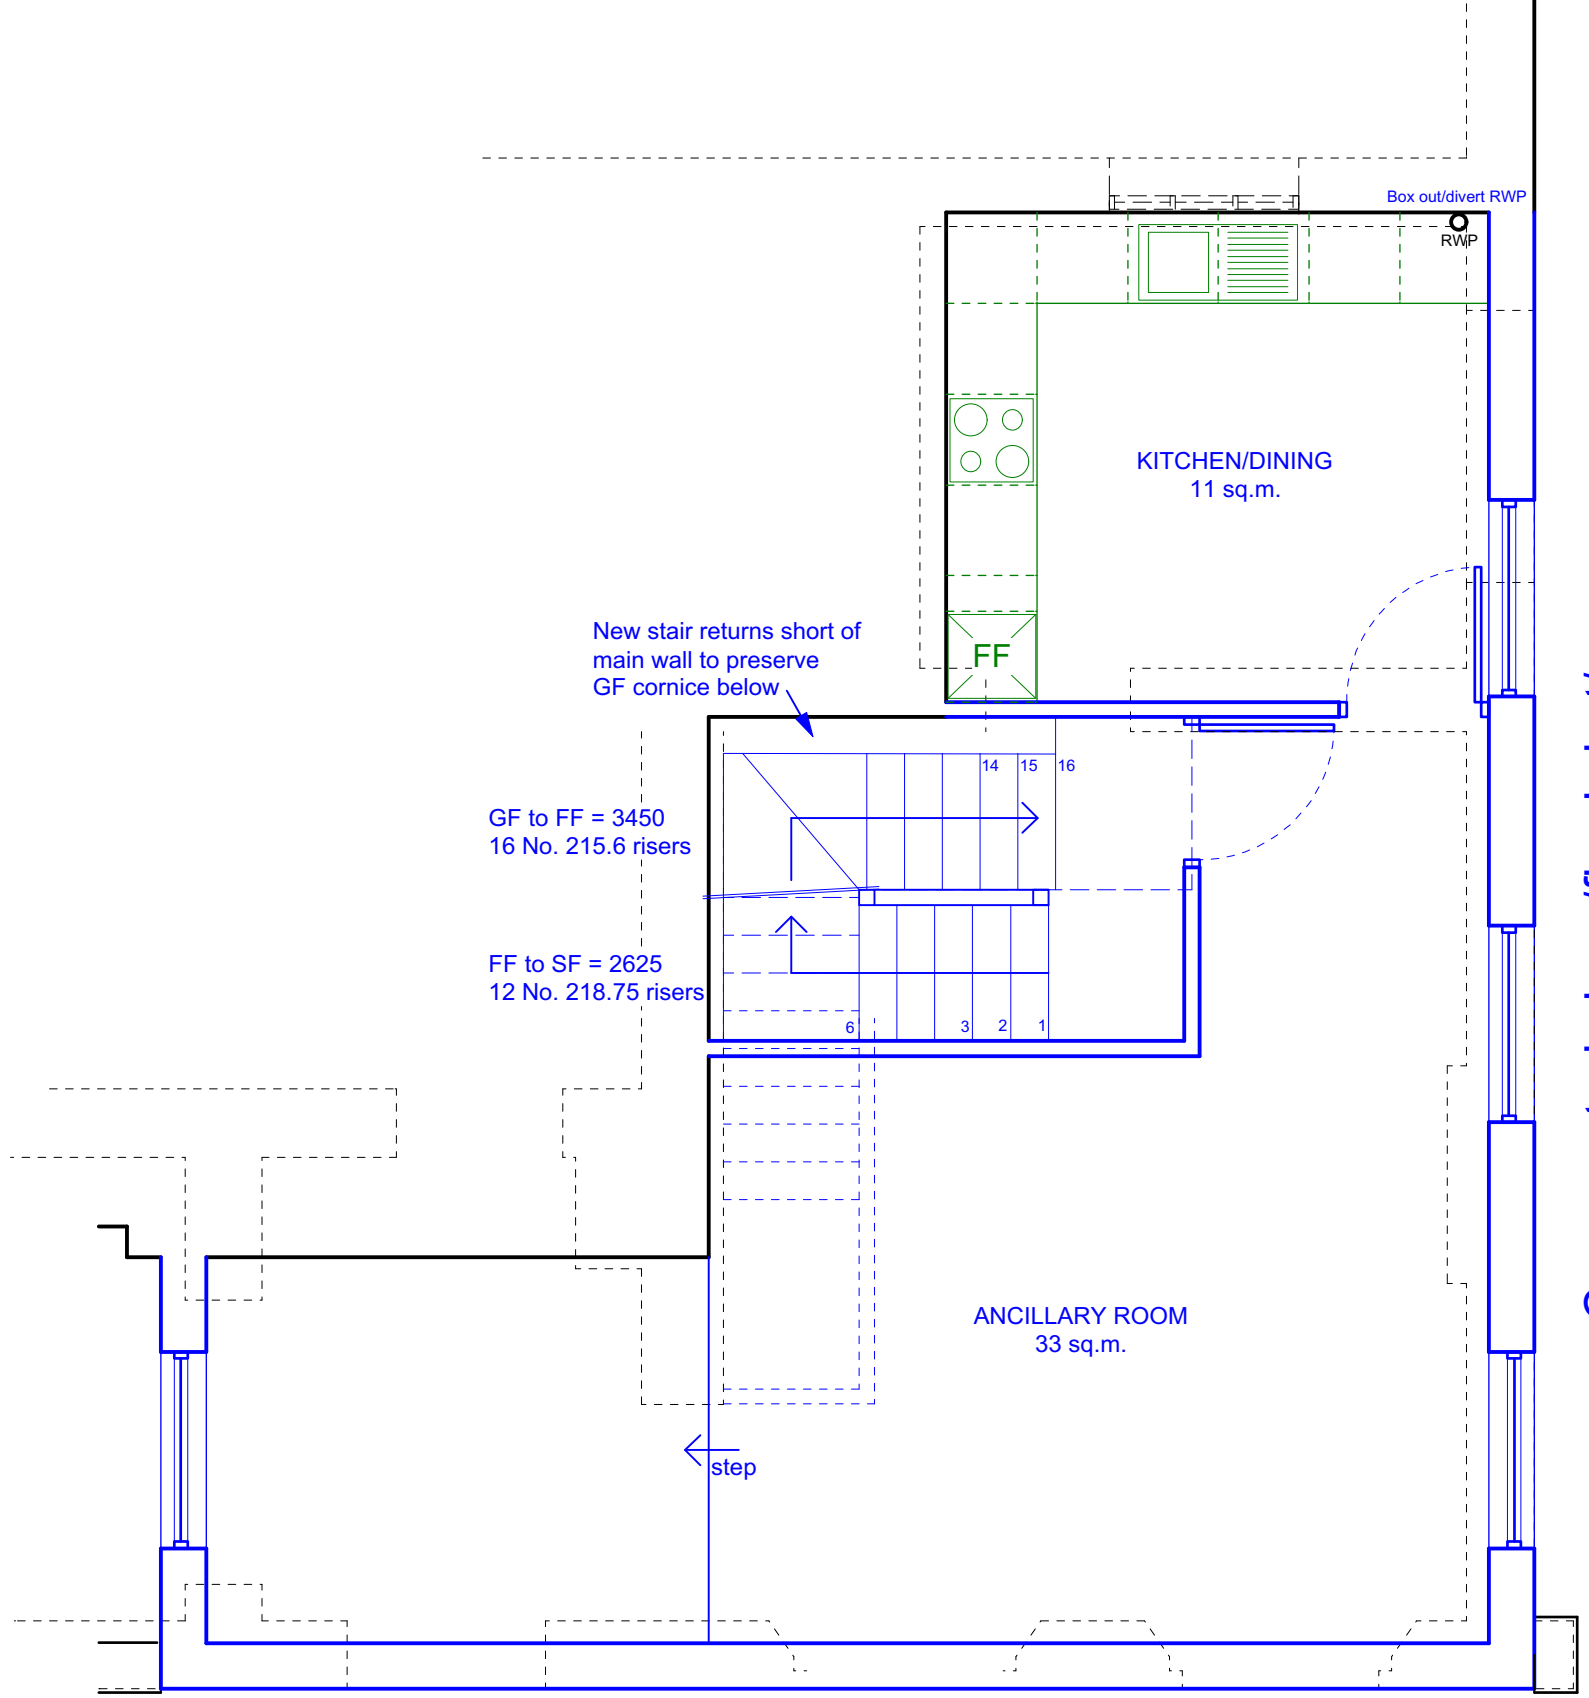 Box out/divert RWP
RWP
KITCHEN/DINING
11 sq.m.
New stair returns short of
main wall to preserve
GF cornice below
FF
14
15
16
GF to FF = 3450
16 No. 215.6 risers
FF to SF = 2625
12 No. 218.75 risers
6
3
2
1
ANCILLARY ROOM
33 sq.m.
step